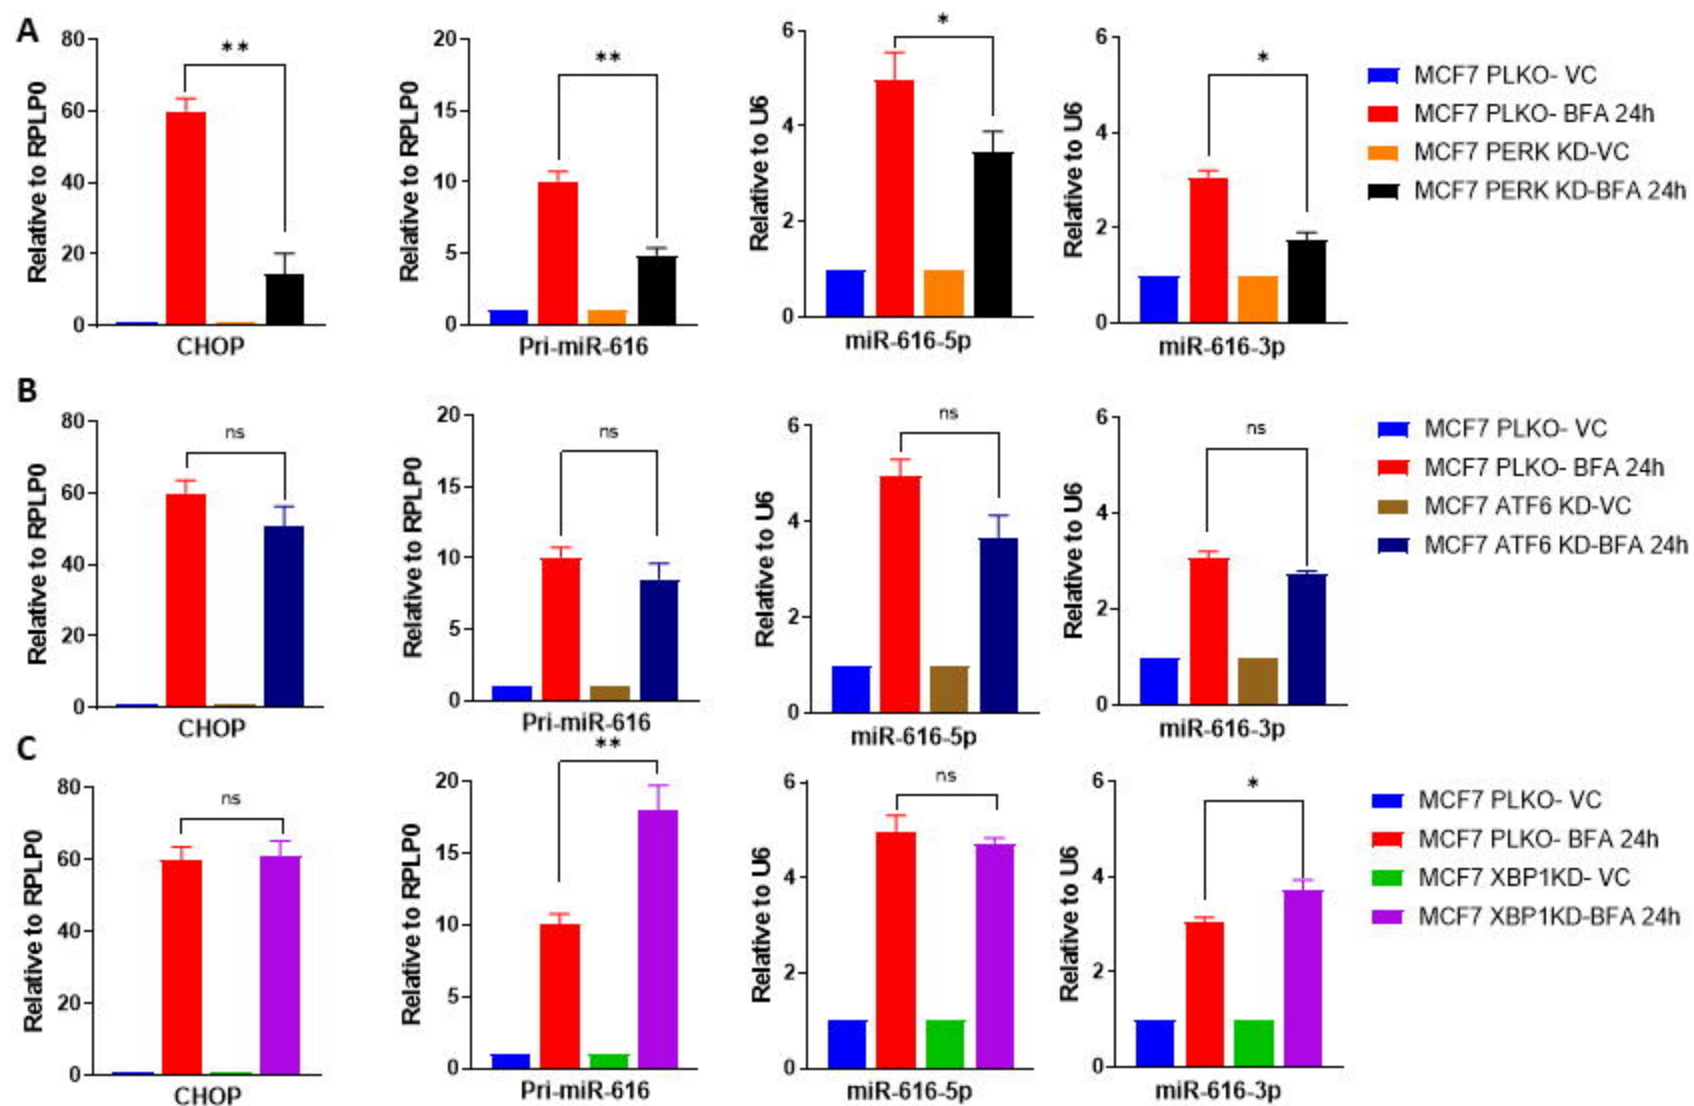 A
Relative to RPLP0
80
60
40
20
0
**
CHOP
Relative to RPLP0
20
15
10
5
0
**
Pri-miR-616
Relative to U6
6
4
2
0
*
miR-616-5p
Relative to U6
6
4
2
0
*
miR-616-3p
MCF7 PLKO- VC
MCF7 PLKO- BFA 24h
MCF7 PERK KD-VC
MCF7 PERK KD-BFA 24h
B
Relative to RPLP0
80
60
40
20
0
ns
CHOP
Relative to RPLP0
20
15
10
5
0
ns
Pri-miR-616
Relative to U6
6
4
2
0
ns
miR-616-5p
Relative to U6
6
4
2
0
ns
miR-616-3p
MCF7 PLKO- VC
MCF7 PLKO- BFA 24h
MCF7 ATF6 KD-VC
MCF7 ATF6 KD-BFA 24h
C
Relative to RPLP0
80
60
40
20
0
ns
CHOP
Relative to RPLP0
20
15
10
5
0
**
Pri-miR-616
Relative to U6
6
4
2
0
ns
miR-616-5p
Relative to U6
6
4
2
0
*
miR-616-3p
MCF7 PLKO- VC
MCF7 PLKO- BFA 24h
MCF7 XBP1KD- VC
MCF7 XBP1KD-BFA 24h